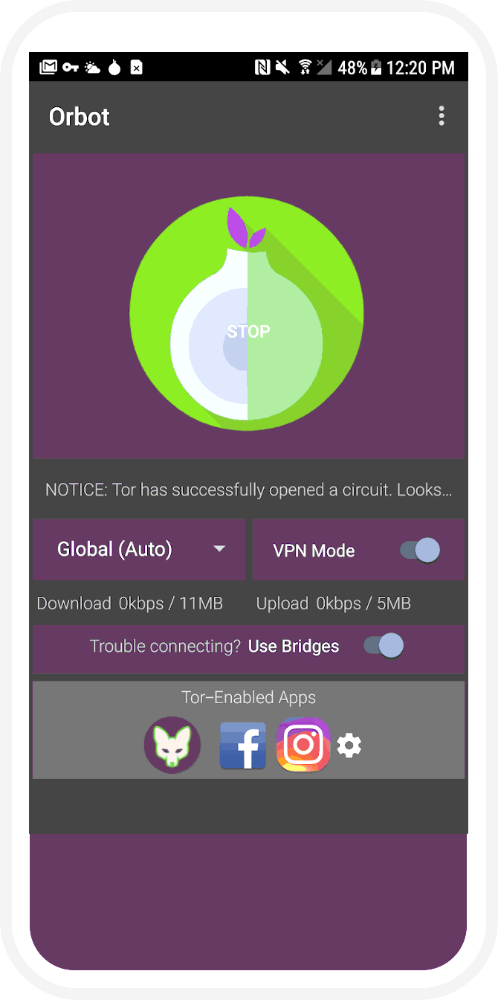 48% 12:20 PM
Orbot
STOP
NOTICE: Tor has successfully opened a circuit. Looks...
Global (Auto)
VPN Mode
Download 0kbps / 11MB
Upload 0kbps / 5MB
Trouble connecting? Use Bridges
Tor–Enabled Apps